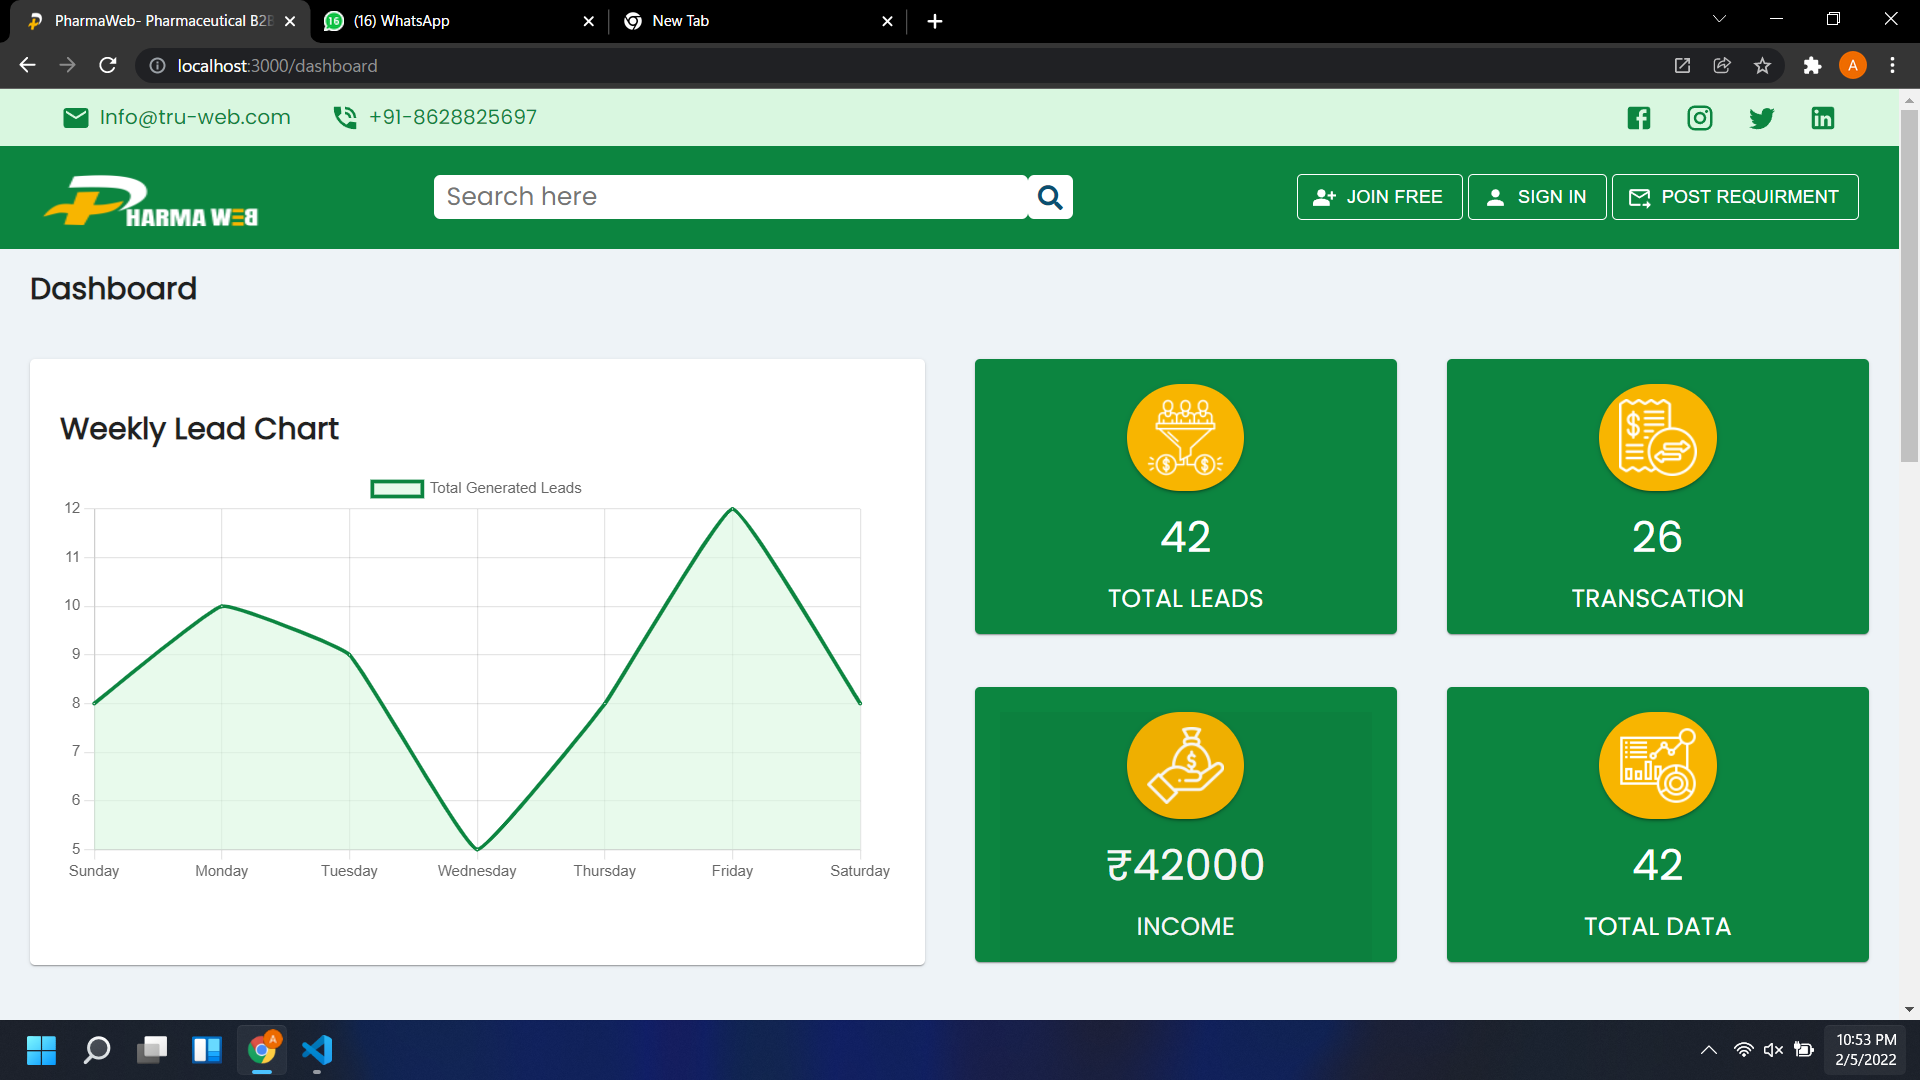 PharmaWeb- Pharmaceutical B2B
(16) WhatsApp
New Tab
localhost:3000/dashboard
A
Info@tru-web.com
+91-8628825697
PHARMA WEB
Search here
JOIN FREE
SIGN IN
POST REQUIRMENT
Dashboard
Weekly Lead Chart
Total Generated Leads
12
11
10
9
8
7
6
5
Sunday Monday Tuesday Wednesday Thursday Friday Saturday
42
TOTAL LEADS
26
TRANSCATION
₹42000
INCOME
42
TOTAL DATA
10:53 PM
2/5/2022